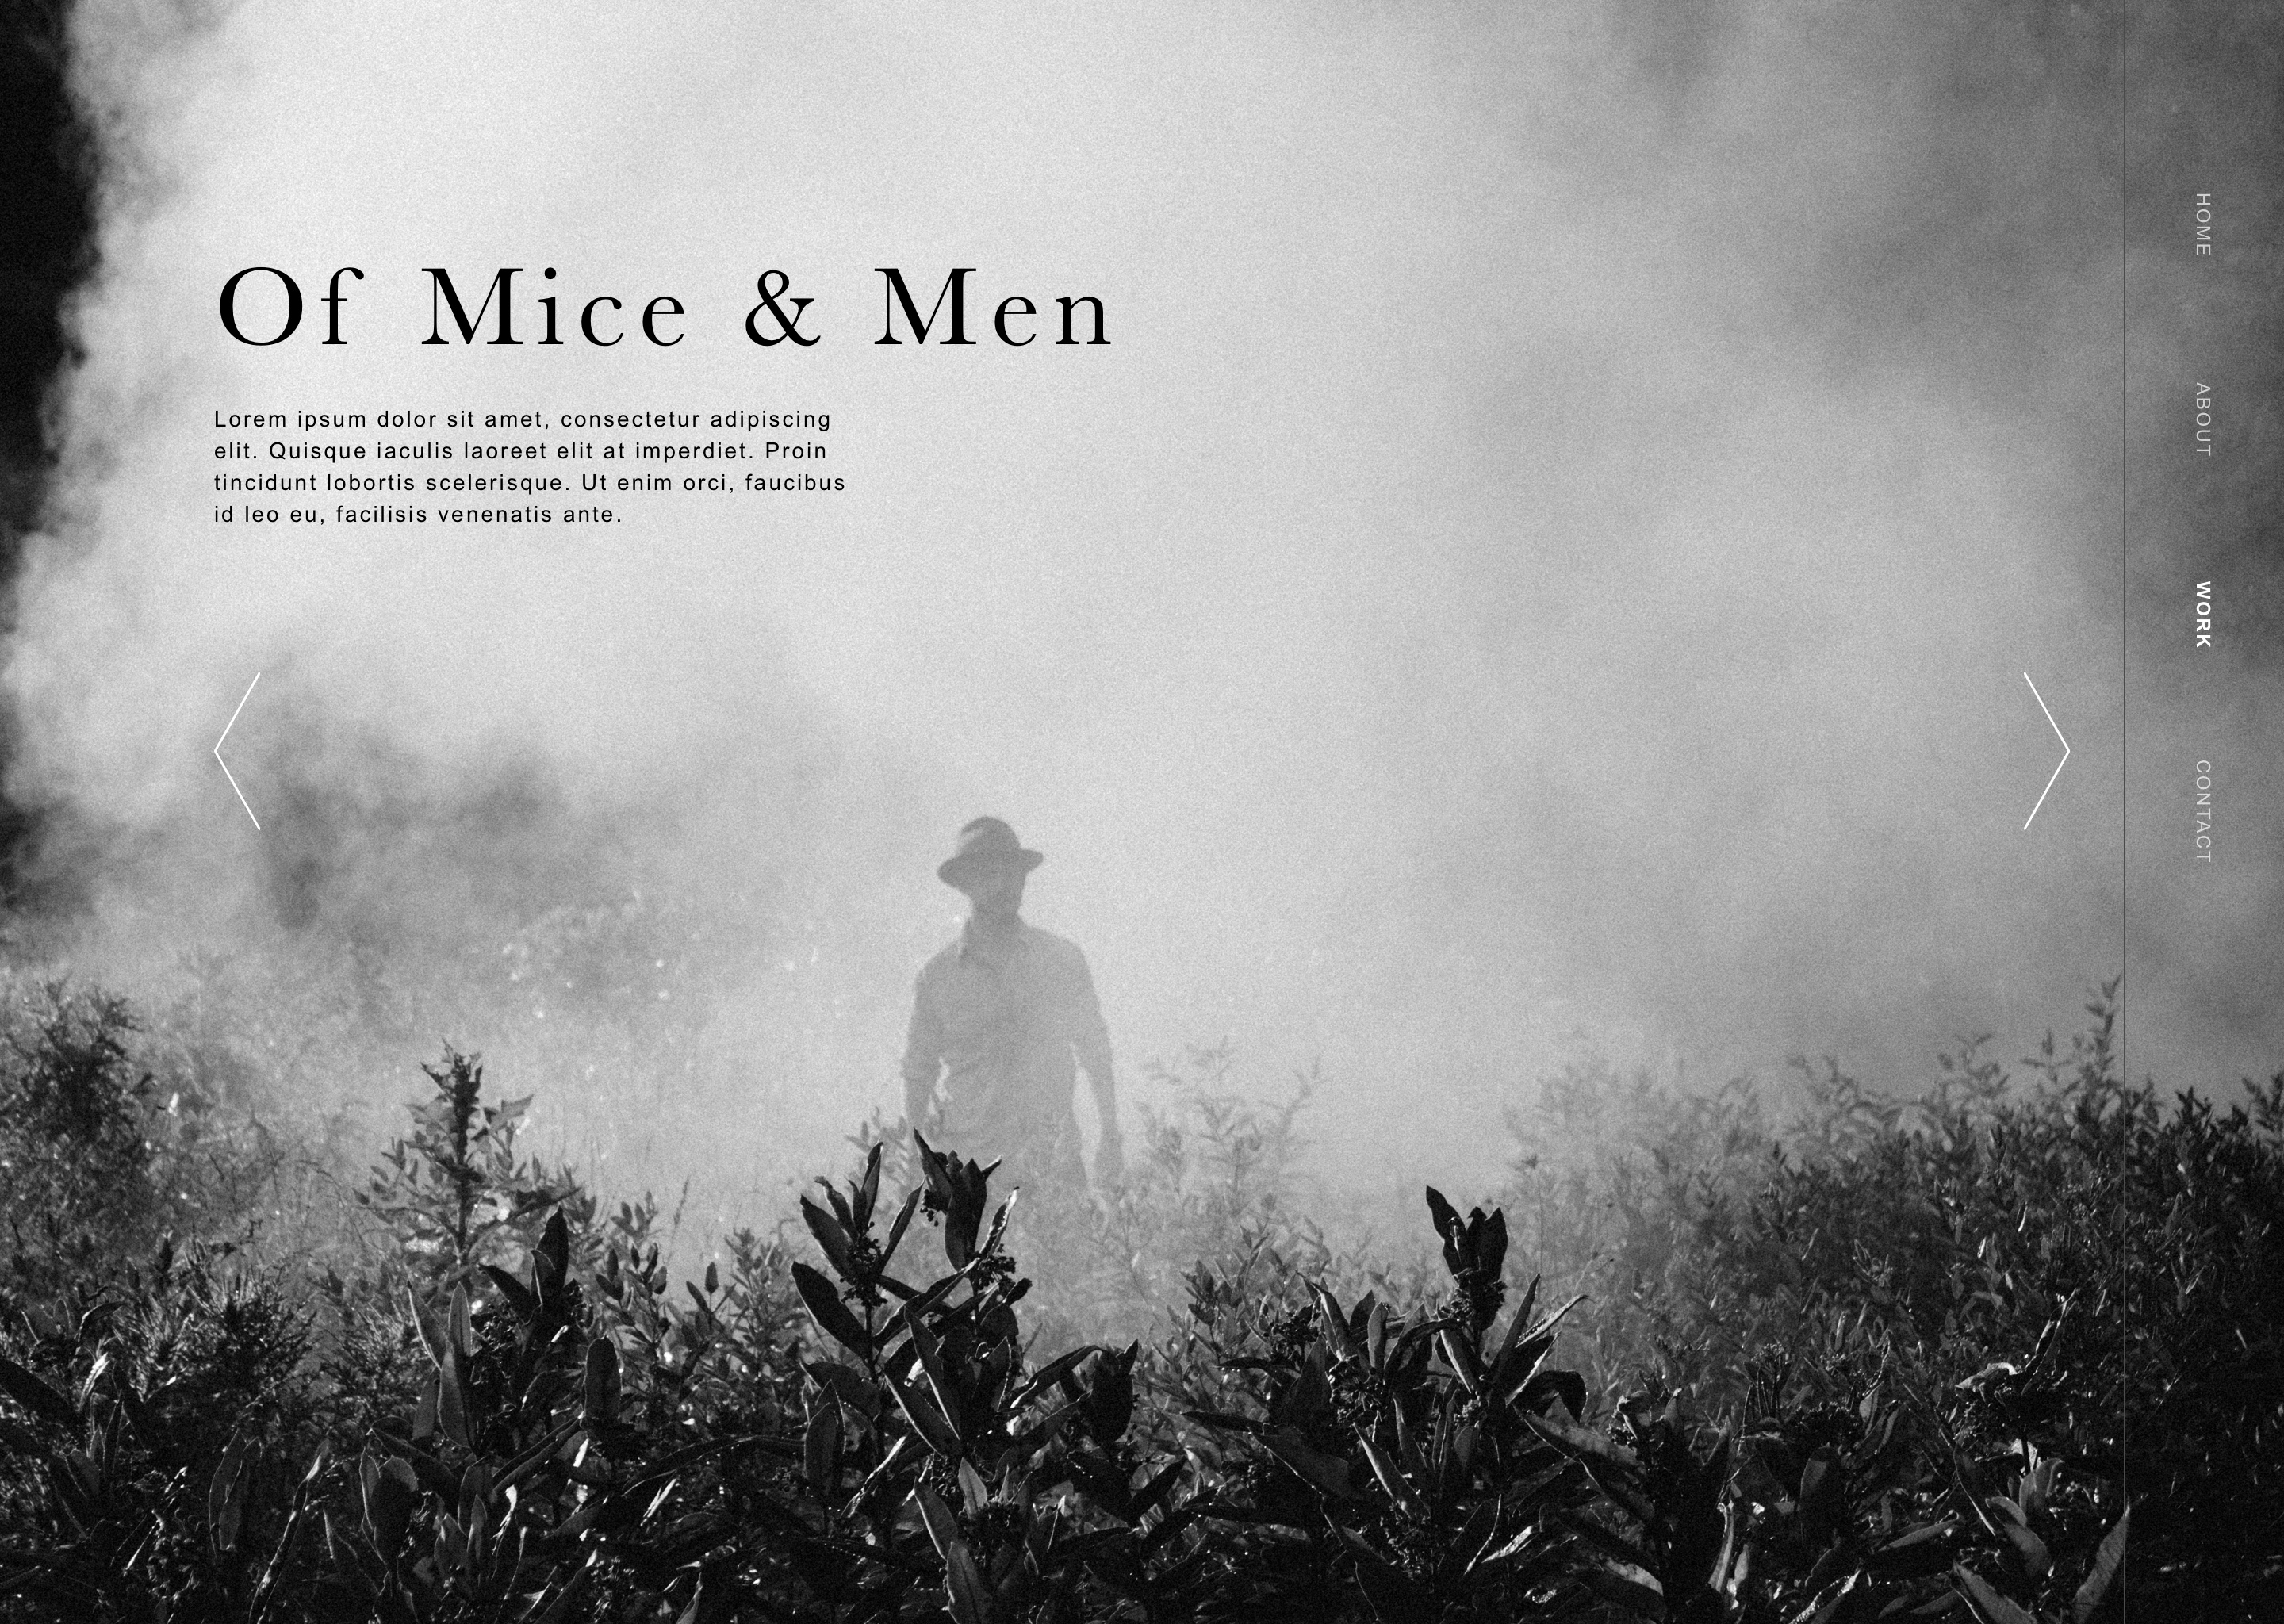 Of Mice & Men
Lorem ipsum dolor sit amet, consectetur adipiscing
elit. Quisque iaculis laoreet elit at imperdiet. Proin
tincidunt lobortis scelerisque. Ut enim orci, faucibus
id leo eu, facilisis venenatis ante.
HOME
ABOUT
WORK
CONTACT